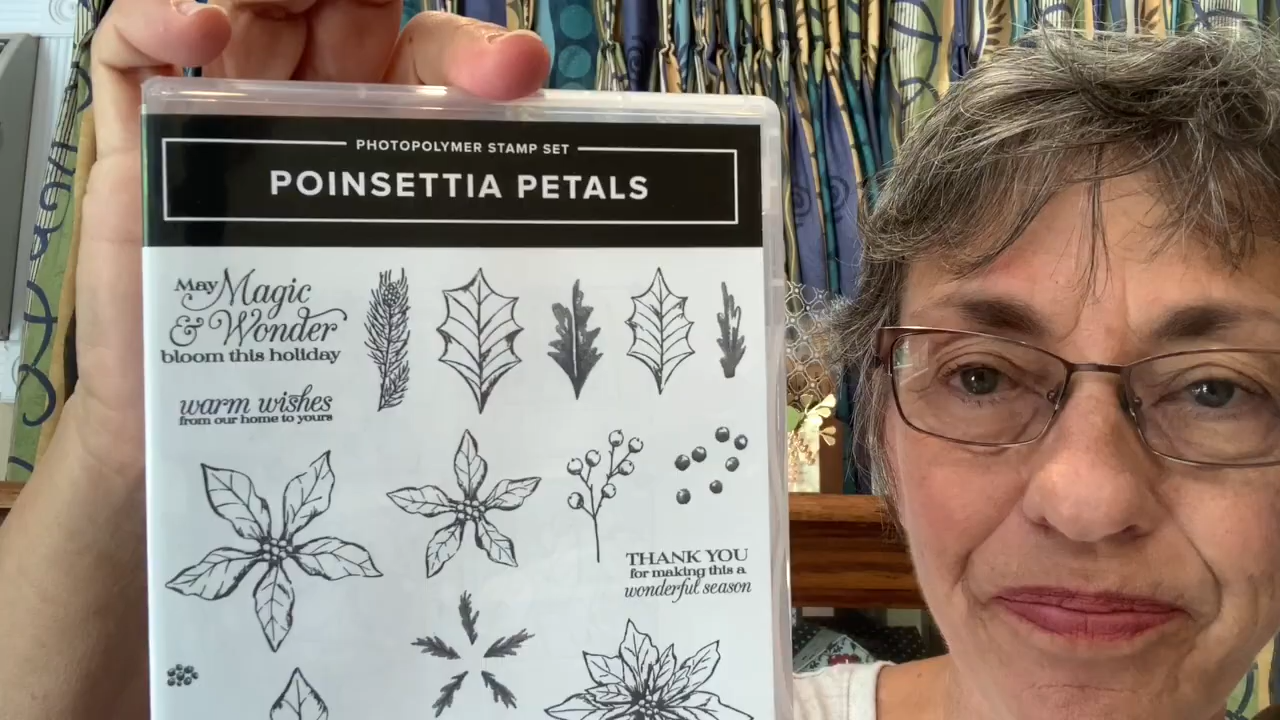 PHOTOPOLYMER STAMP SET
POINSETTIA PETALS
May Magic
& Wonder
bloom this holiday
warm wishes
from our home to yours
THANK YOU
for making this a
wonderful season